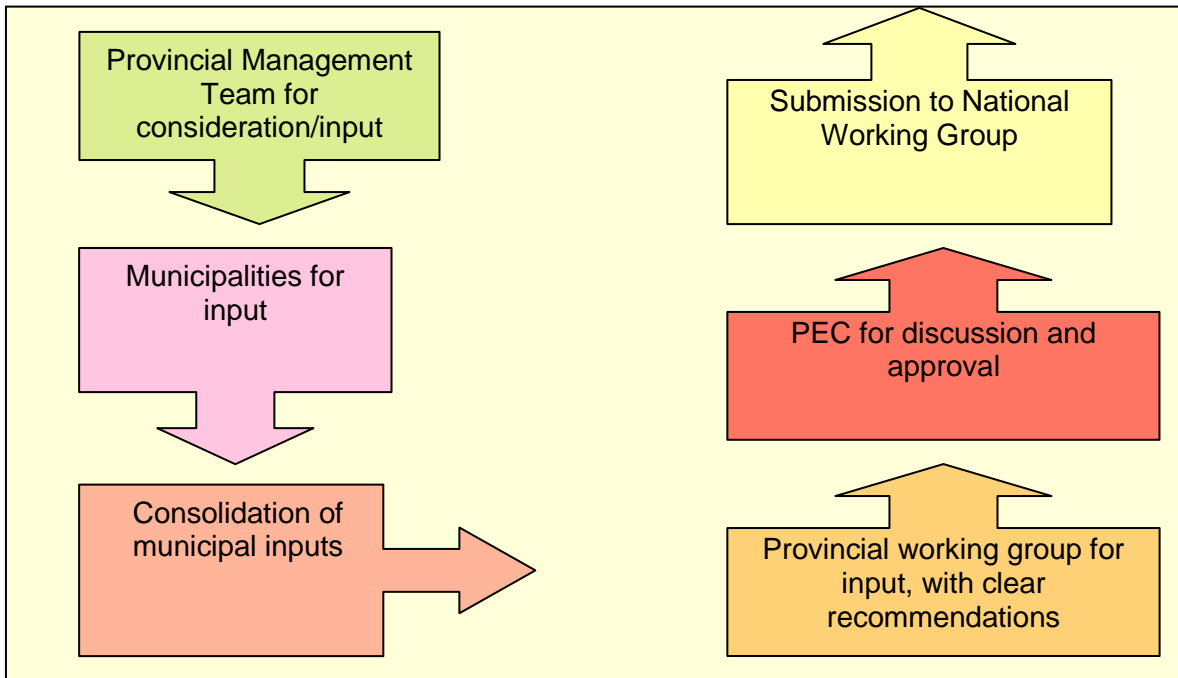 Provincial Management
Team for
consideration/input
Municipalities for
input
Consolidation of
municipal inputs
Provincial working group for
input, with clear
recommendations
PEC for discussion and
approval
Submission to National
Working Group